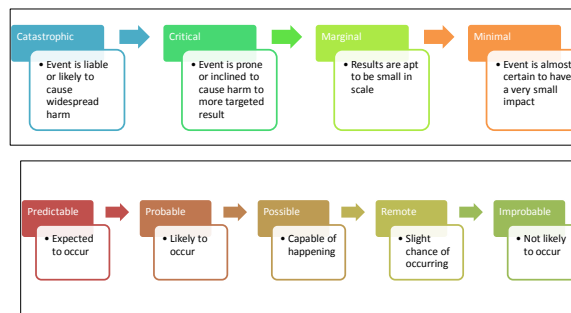 Catastrophic
• Event is liable
or likely to
cause
widespread
harm
Critical
• Event is prone
or inclined to
cause harm to
more targeted
result
Marginal
• Results are apt
to be small in
scale
Minimal
• Event is almost
certain to have
a very small
impact
Predictable
• Expected
to occur
Probable
• Likely to
occur
Possible
• Capable of
happening
Remote
• Slight
chance of
occurring
Improbable
• Not likely
to occur